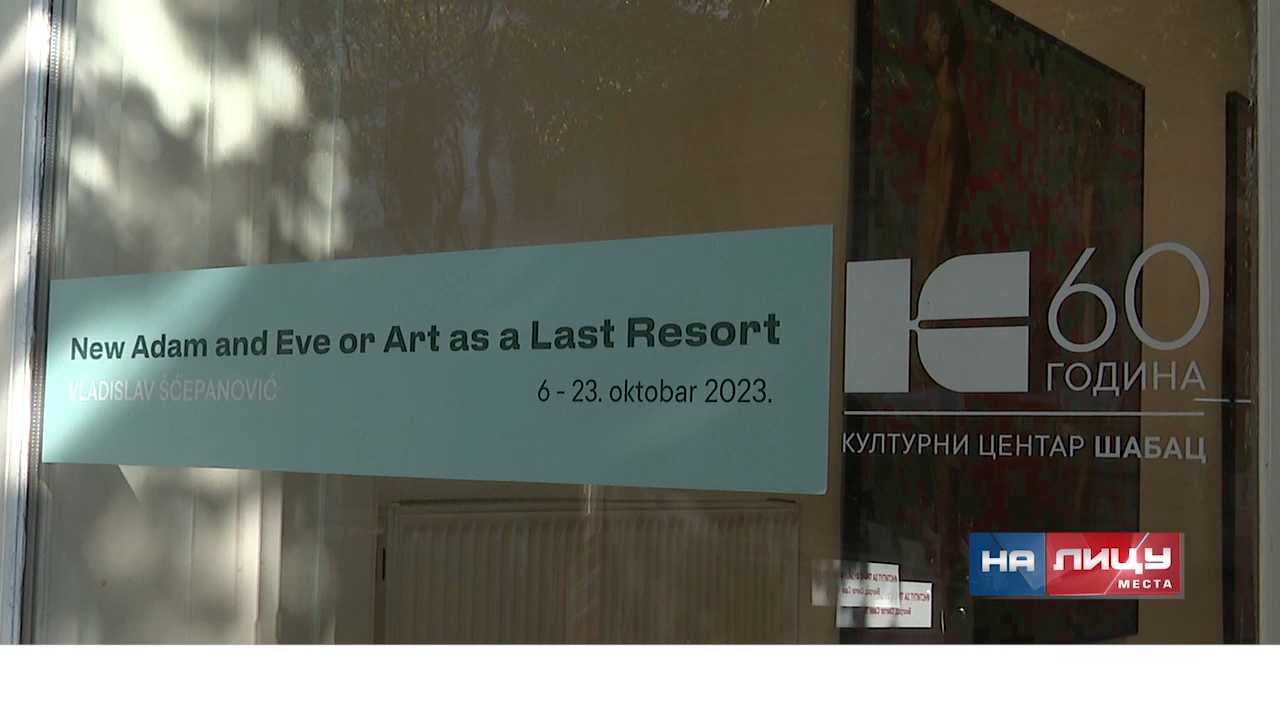 New Adam and Eve or Art as a Last Resort
VLADISLAV ŠĆEPANOVIĆ
6 - 23. oktobar 2023.
60
ГОДИНА
КУЛТУРНИ ЦЕНТАР ШАБАЦ
НА ЛИЦУ
МЕСТА